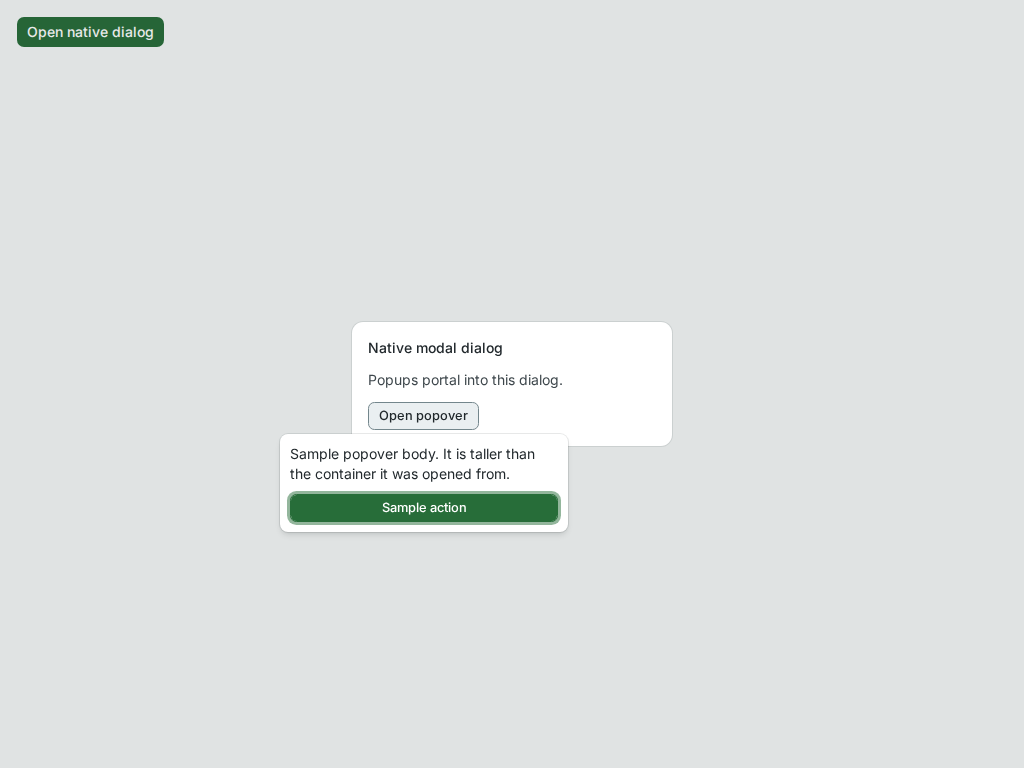 Open native dialog
Native modal dialog
Popups portal into this dialog.
Open popover
Sample popover body. It is taller than
the container it was opened from.
Sample action